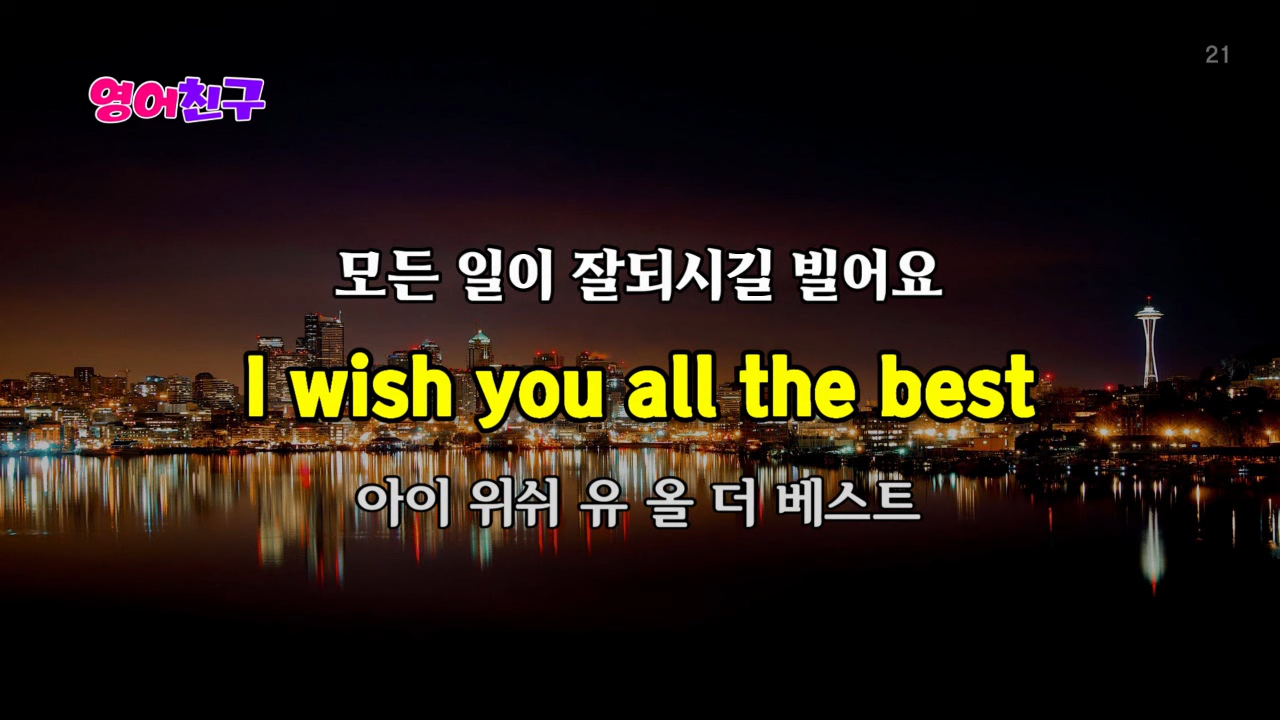 21
영어친구
모든 일이 잘되시길 빌어요
I wish you all the best
아이 위쉬 유 올 더 베스트